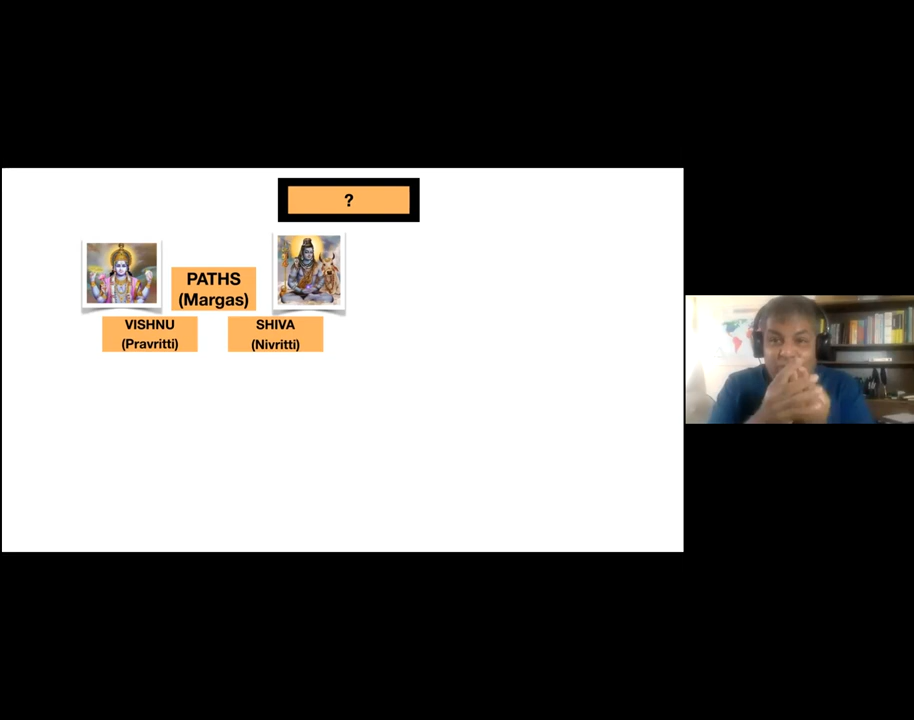 ?
PATHS
(Margas)
VISHNU
(Pravritti)
SHIVA
(Nivritti)